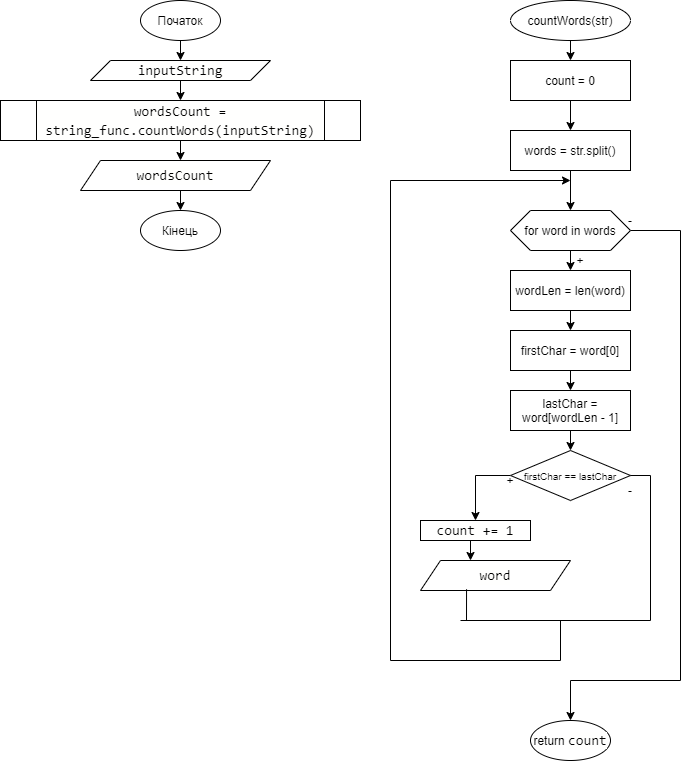 Початок
inputString
wordsCount =
string_func.countWords(inputString)
wordsCount
Кінець
countWords(str)
count = 0
words = str.split()
for word in words
-
+
wordLen = len(word)
firstChar = word[0]
lastChar =
word[wordLen - 1]
firstChar == lastChar
+
-
count += 1
word
return count